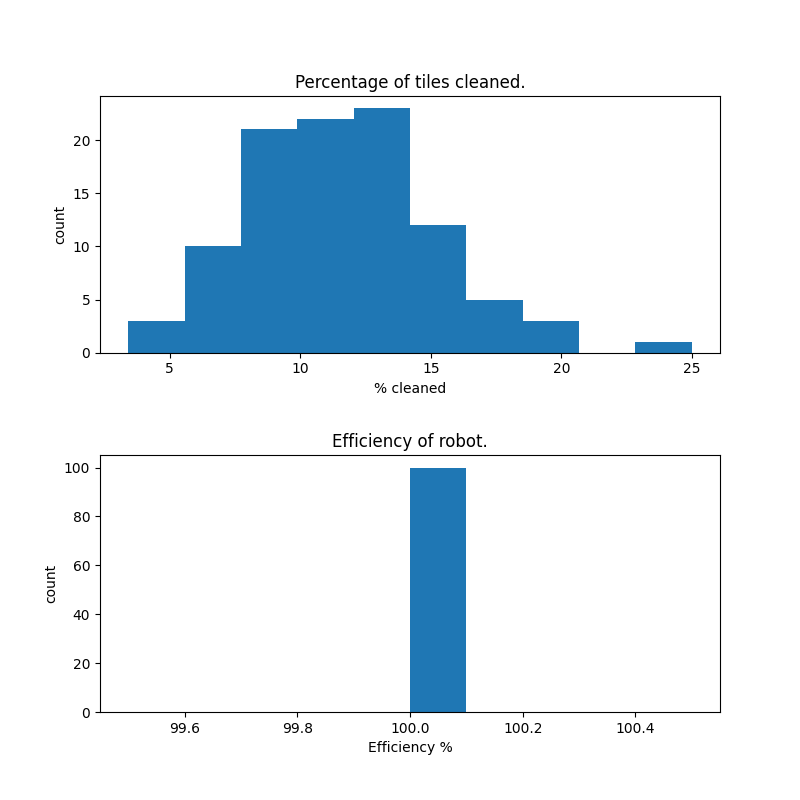 Percentage of tiles cleaned.
20
15
10
5
0
count
5 10 15 20 25
% cleaned
Efficiency of robot.
100
80
60
40
20
0
count
99.6 99.8 100.0 100.2 100.4
Efficiency %